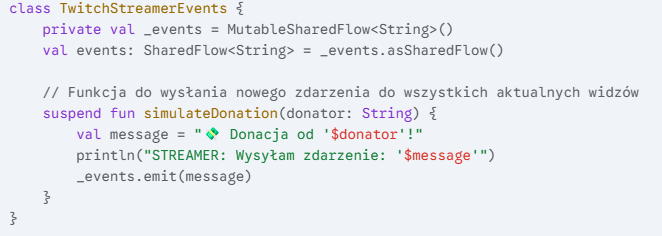 class TwitchStreamerEvents {
    private val _events = MutableSharedFlow<String>()
    val events: SharedFlow<String> = _events.asSharedFlow()

    // Funkcja do wysłania nowego zdarzenia do wszystkich aktualnych widzów
    suspend fun simulateDonation(donator: String) {
        val message = "💸 Donacja od '$donator'!"
        println("STREAMER: Wysyłam zdarzenie: '$message'")
        _events.emit(message)
    }
}